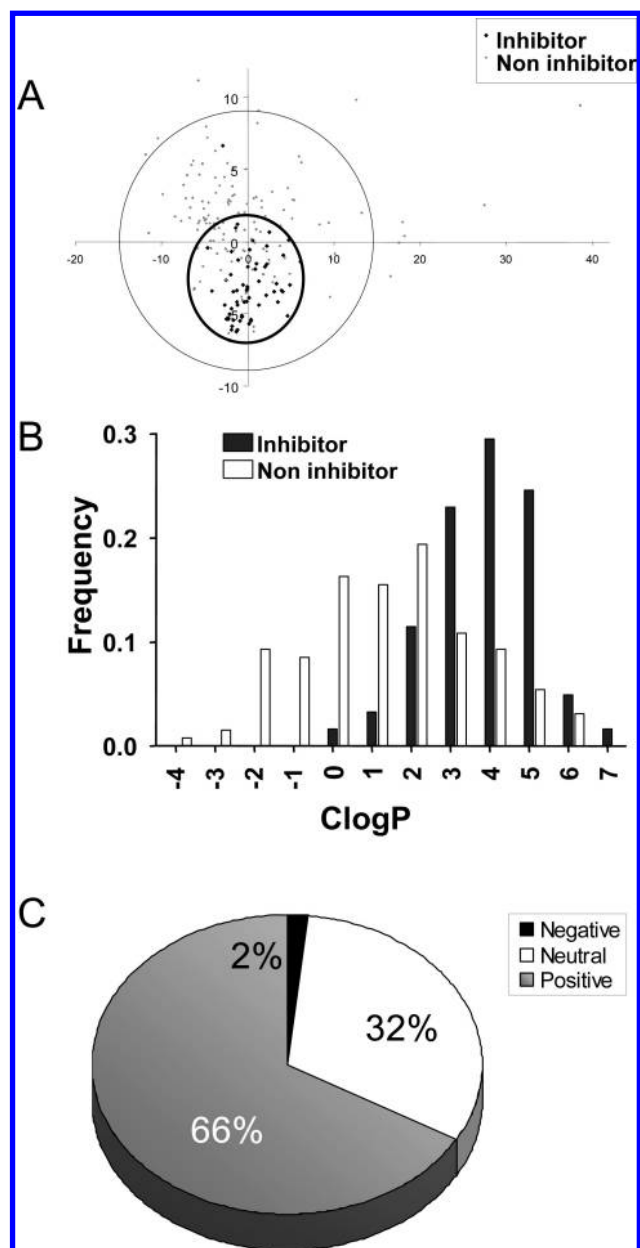 Inhibitor
Non inhibitor
A
10
5
0
-20
-10
0
10
20
30
40
-5
-10
B
Inhibitor
Non inhibitor
Frequency
0.3
0.2
0.1
0.0
-4 -3 -2 -1 0 1 2 3 4 5 6 7
ClogP
C
Negative
Neutral
Positive
2%
32%
66%